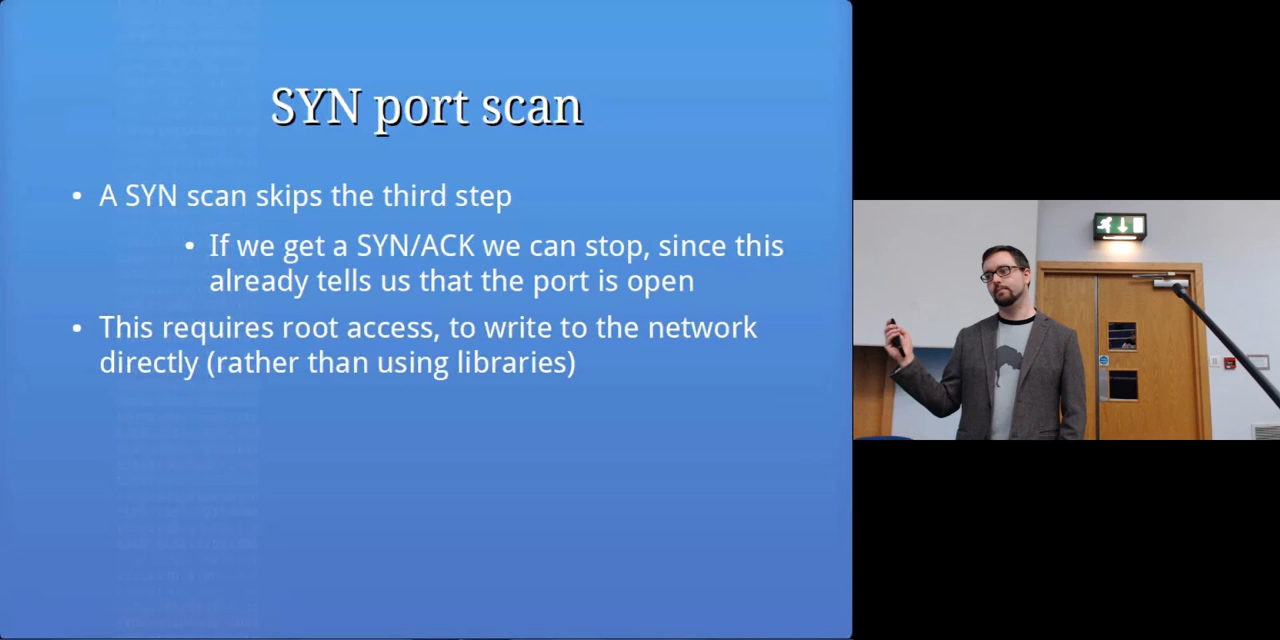 SYN port scan
• A SYN scan skips the third step
• If we get a SYN/ACK we can stop, since this
already tells us that the port is open
• This requires root access, to write to the network
directly (rather than using libraries)